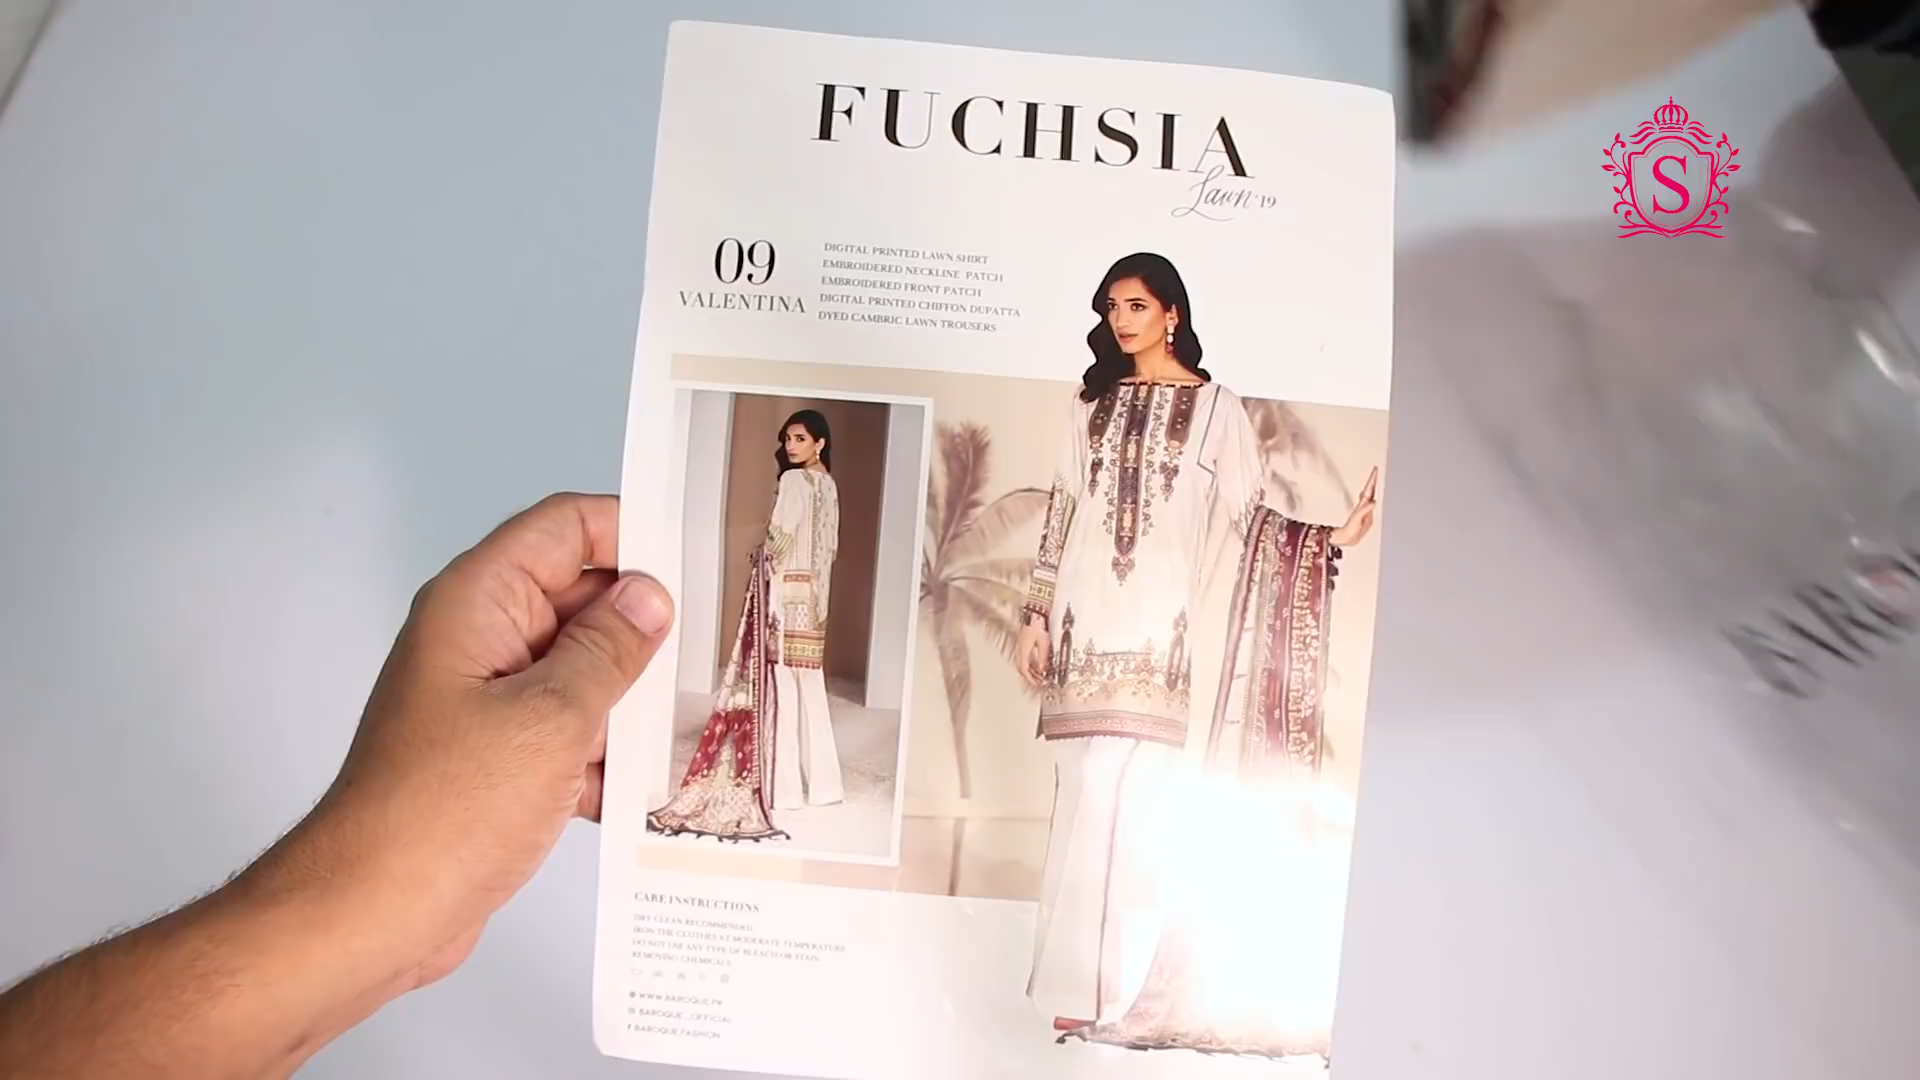 FUCHSIA
Lawn'19
S
09
VALENTINA
DIGITAL PRINTED LAWN SHIRT
EMBROIDERED NECKLINE PATCH
EMBROIDERED FRONT PATCH
DIGITAL PRINTED CHIFFON DUPATTA
DYED CAMBRIC LAWN TROUSERS
CARE INSTRUCTIONS
DRY CLEAN RECOMMENDED
IRON THE CLOTHES AT MODERATE TEMPERATURE
DO NOT USE ANY TYPE OF BLEACH OR STAIN
REMOVING CHEMICALS
WWW.BAROQUE.PK
BAROQUE_OFFICIAL
BAROQUE.FASHION